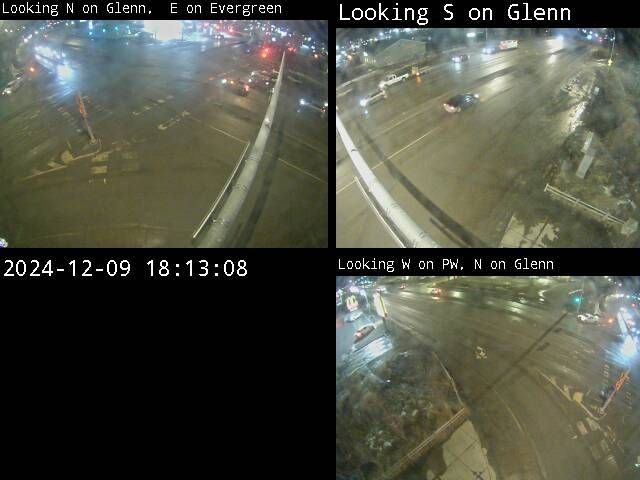 Looking N on Glenn,  E on Evergreen
Looking S on Glenn
2024-12-09 18:13:08
Looking W on PW, N on Glenn